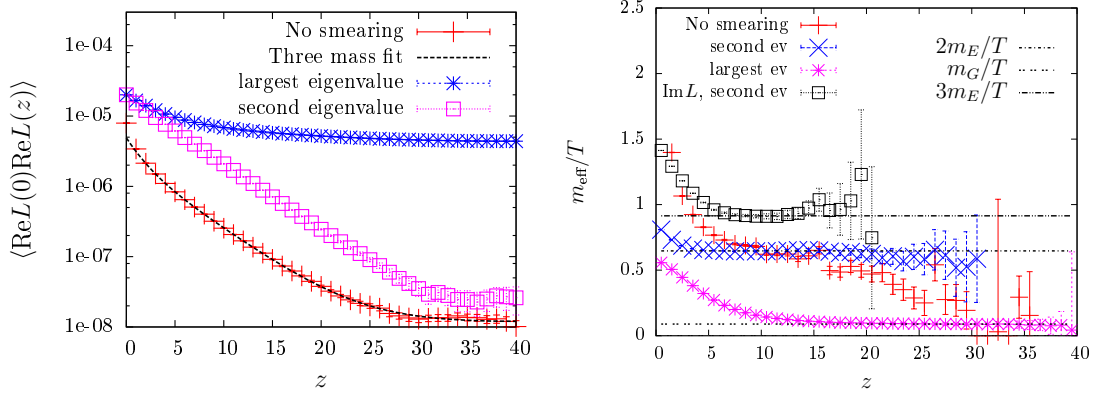 ⟨ReL(0)ReL(z)⟩
1e-04
1e-05
1e-06
1e-07
1e-08
No smearing
Three mass fit
largest eigenvalue
second eigenvalue
0 5 10 15 20 25 30 35 40
z
m_eff/T
2.5
2
1.5
1
0.5
0
No smearing
second ev
largest ev
ImL, second ev
2m_E/T
m_G/T
3m_E/T
0 5 10 15 20 25 30 35 40
z